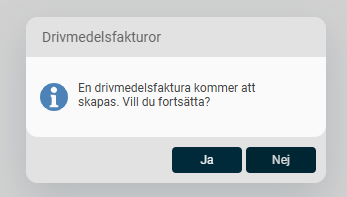 Drivmedelsfakturor
En drivmedelsfaktura kommer att
skapas. Vill du fortsätta?
Ja
Nej